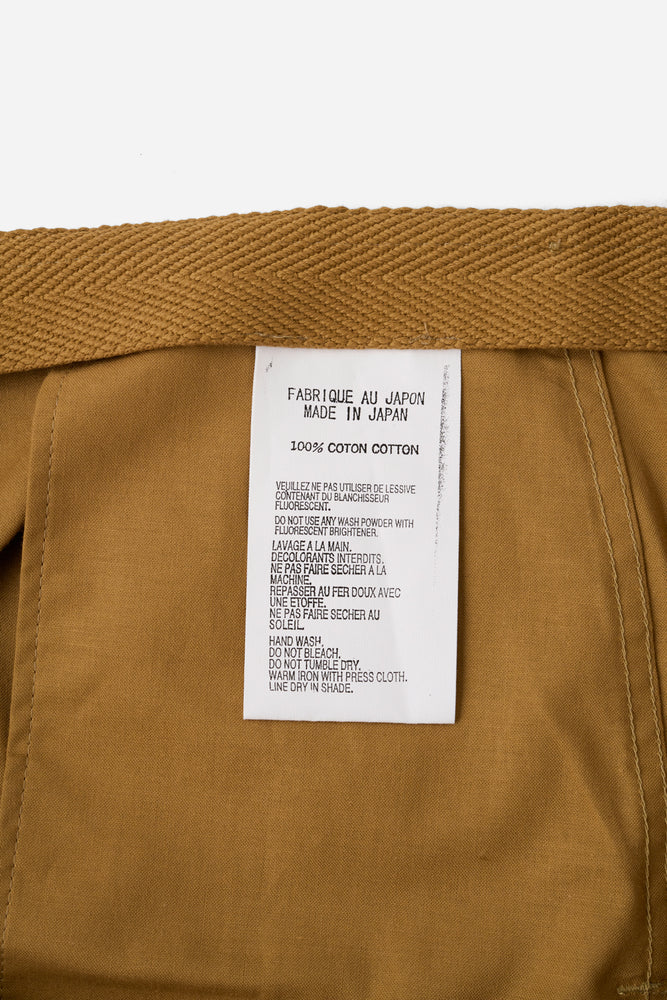 FABRIQUE AU JAPON
MADE IN JAPAN
100% COTON COTTON
VEUILLEZ NE PAS UTILISER DE LESSIVE
CONTENANT DU BLANCHISSEUR
FLUORESCENT.
DO NOT USE ANY WASH POWDER WITH
FLUORESCENT BRIGHTENER.
LAVAGE A LA MAIN.
DECOLORANTS INTERDITS.
NE PAS FAIRE SECHER A LA
MACHINE.
REPASSER AU FER DOUX AVEC
UNE ETOFFE.
NE PAS FAIRE SECHER AU
SOLEIL.
HAND WASH.
DO NOT BLEACH.
DO NOT TUMBLE DRY.
WARM IRON WITH PRESS CLOTH.
LINE DRY IN SHADE.